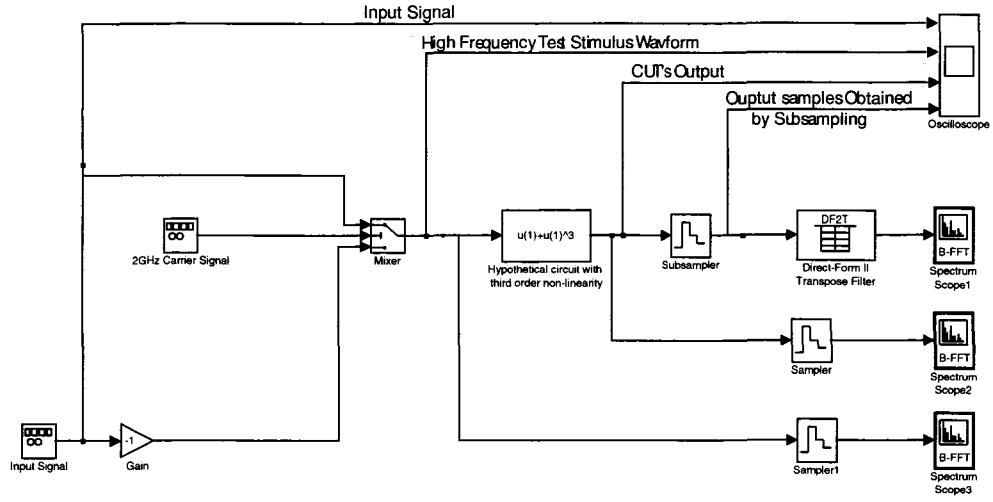 Input Signal
High Frequency Test Stimulus Wavform
CUT's Output
Ouptut samples Obtained
by Subsampling
Oscilloscope
2GHz Carrier Signal
Mixer
u(1)+u(1)^3
Hypothetical circuit with
third order non-linearity
Subsampler
DF2T
Direct-Form II
Transpose Filter
B-FFT
Spectrum
Scope1
Sampler
B-FFT
Spectrum
Scope2
Input Signal
-1
Gain
Sampler1
B-FFT
Spectrum
Scope3